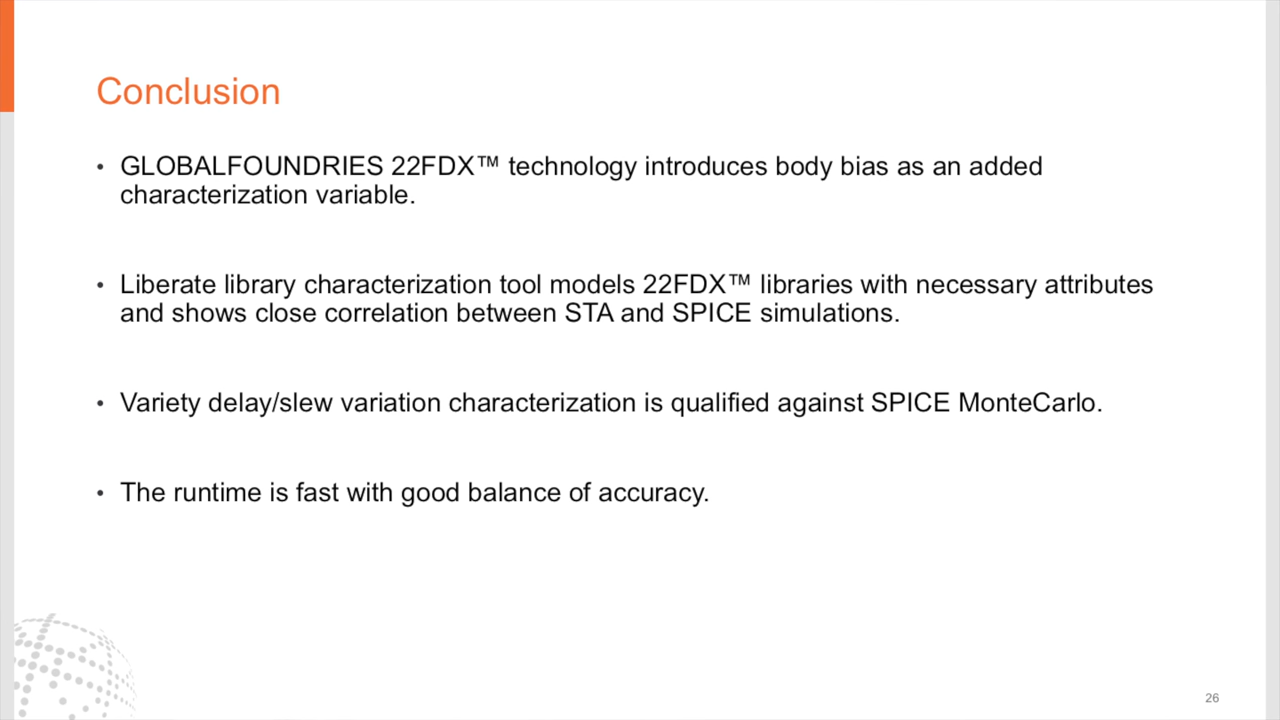 Conclusion
• GLOBALFOUNDRIES 22FDX™ technology introduces body bias as an added
characterization variable.
• Liberate library characterization tool models 22FDX™ libraries with necessary attributes
and shows close correlation between STA and SPICE simulations.
• Variety delay/slew variation characterization is qualified against SPICE MonteCarlo.
• The runtime is fast with good balance of accuracy.
26